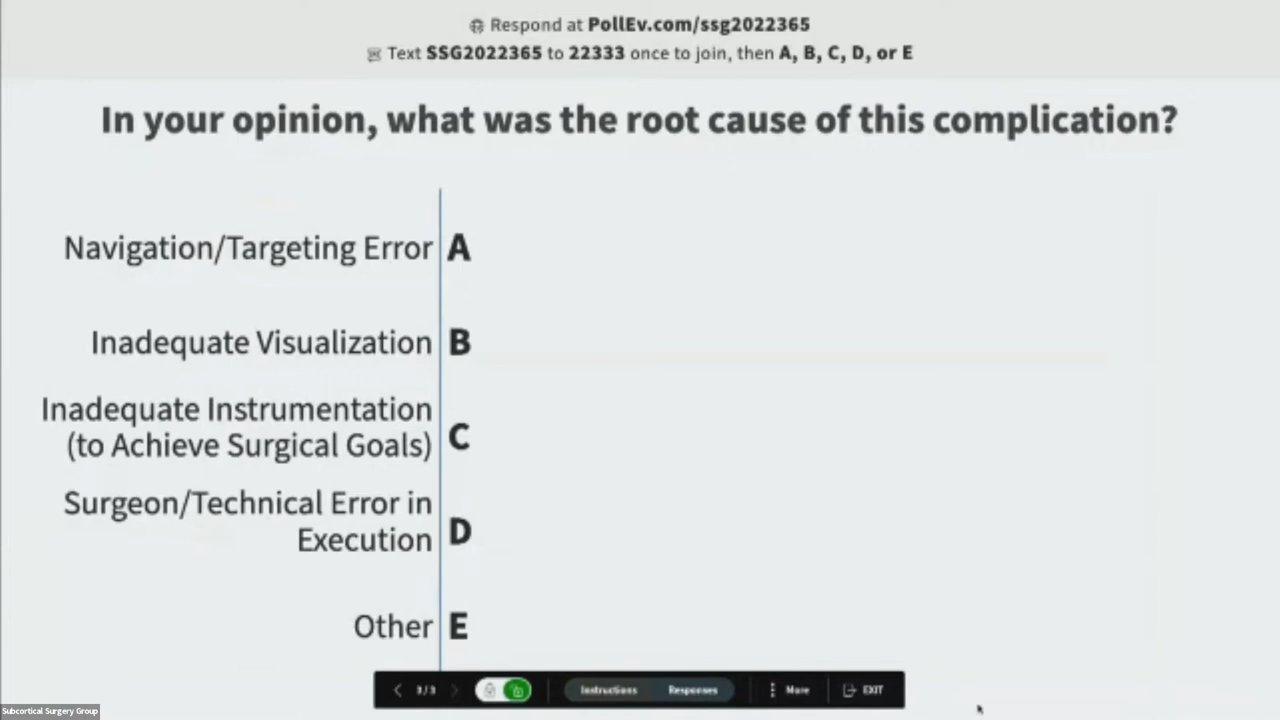 Respond at PollEv.com/ssg2022365
Text SSG2022365 to 22333 once to join, then A, B, C, D, or E
In your opinion, what was the root cause of this complication?
Navigation/Targeting Error A
Inadequate Visualization B
Inadequate Instrumentation
(to Achieve Surgical Goals) C
Surgeon/Technical Error in
Execution D
Other E
3/3 Instructions Responses More EXIT
Subcortical Surgery Group